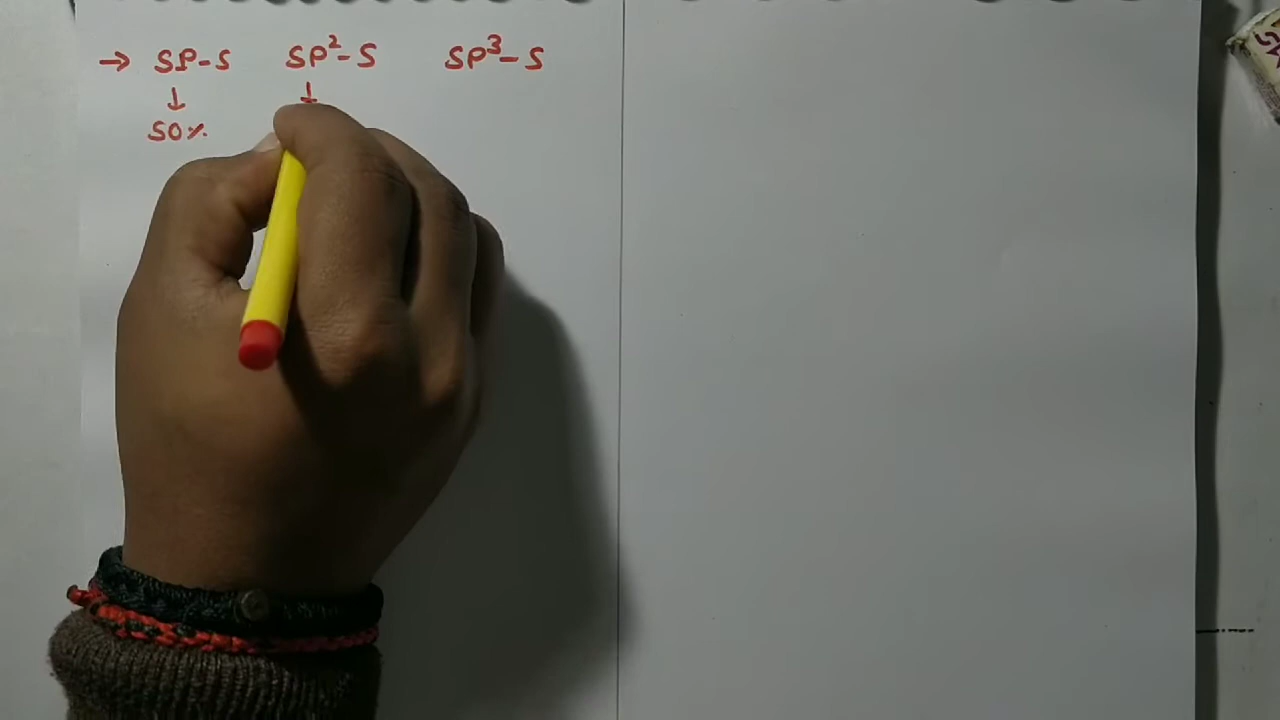 → SP-S SP²-S SP³-S
↓ ↓
50%